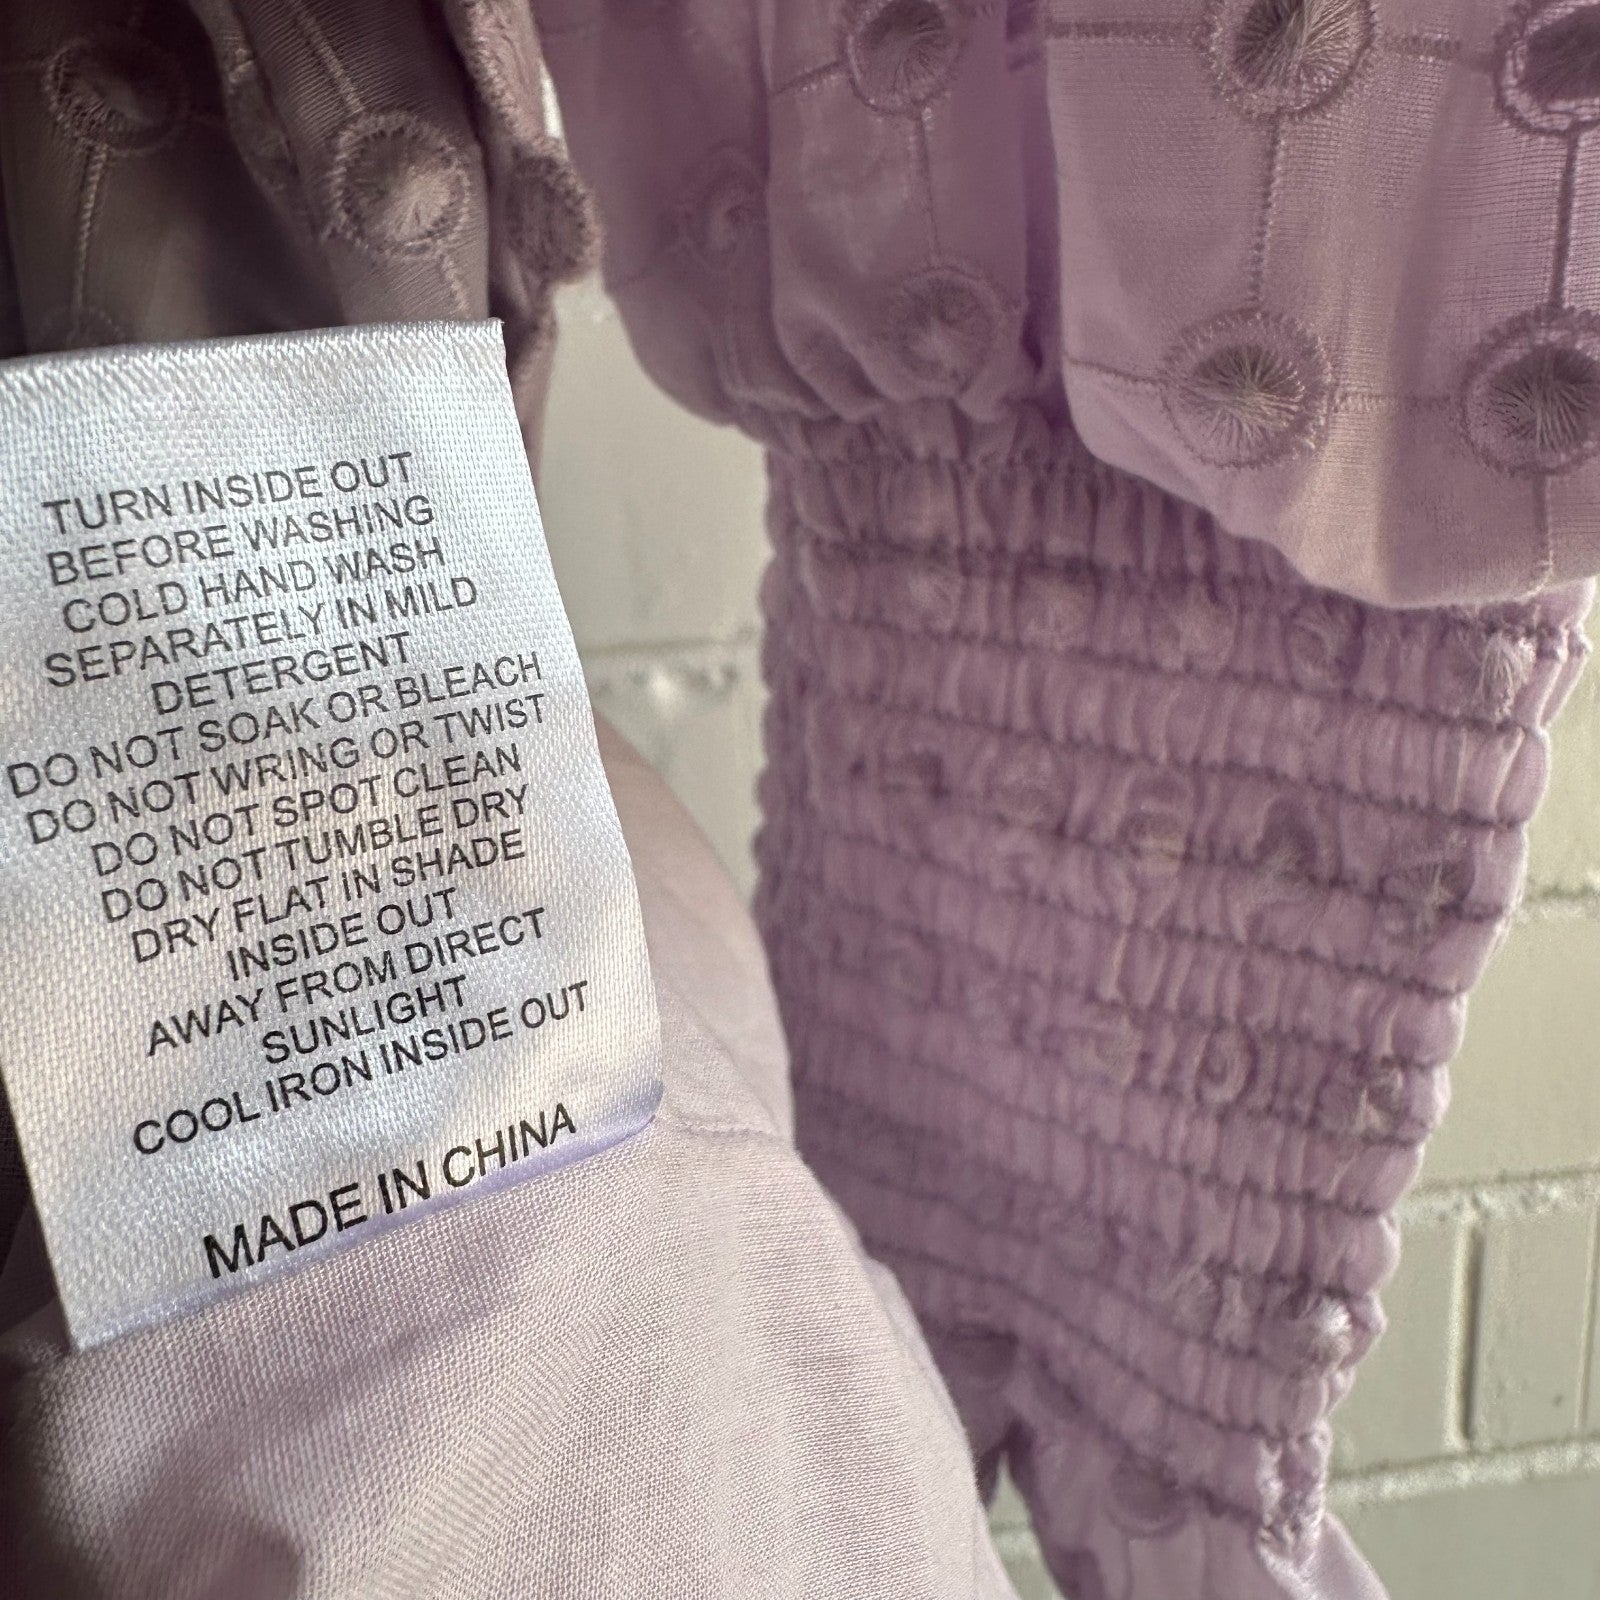 TURN INSIDE OUT
BEFORE WASHING
COLD HAND WASH
SEPARATELY IN MILD
DETERGENT
DO NOT SOAK OR BLEACH
DO NOT WRING OR TWIST
DO NOT SPOT CLEAN
DO NOT TUMBLE DRY
DRY FLAT IN SHADE
INSIDE OUT
AWAY FROM DIRECT
SUNLIGHT
COOL IRON INSIDE OUT
MADE IN CHINA